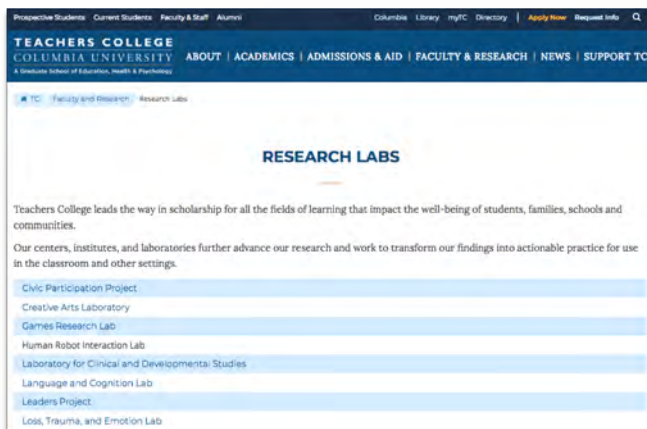 Prospective Students Current Students Faculty & Staff Alumni Columbia Library myTC Directory | Apply Now Request Info
TEACHERS COLLEGE
COLUMBIA UNIVERSITY
A Graduate School of Education, Health & Psychology
ABOUT | ACADEMICS | ADMISSIONS & AID | FACULTY & RESEARCH | NEWS | SUPPORT TC
TC Faculty and Research Research Labs
RESEARCH LABS
Teachers College leads the way in scholarship for all the fields of learning that impact the well-being of students, families, schools and
communities.
Our centers, institutes, and laboratories further advance our research and work to transform our findings into actionable practice for use
in the classroom and other settings.
Civic Participation Project
Creative Arts Laboratory
Games Research Lab
Human Robot Interaction Lab
Laboratory for Clinical and Developmental Studies
Language and Cognition Lab
Leaders Project
Loss, Trauma, and Emotion Lab